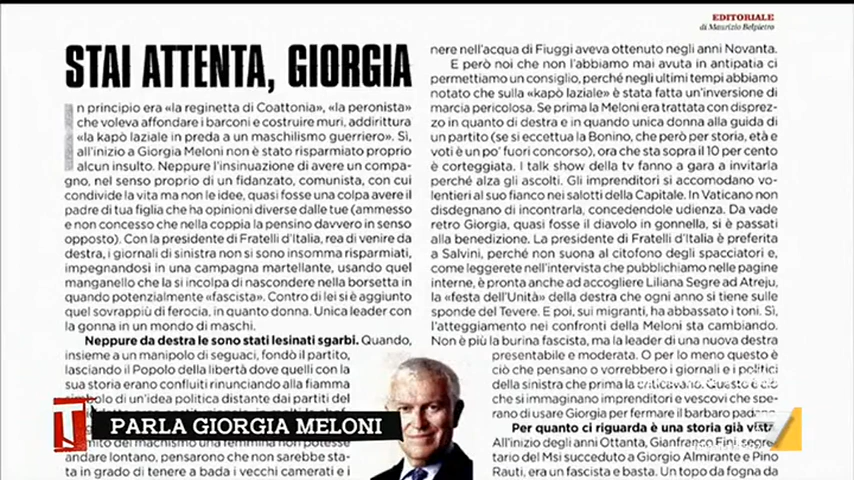 EDITORIALE
di Maurizio Belpietro
STAI ATTENTA, GIORGIA
In principio era «la reginetta di Coattonia», «la peronista»
che voleva affondare i barconi e costruire muri, addirittura
«la kapò laziale in preda a un maschilismo guerriero». Sì,
all'inizio a Giorgia Meloni non è stato risparmiato proprio
alcun insulto. Neppure l'insinuazione di avere un compa-
gno, nel senso proprio di un fidanzato, comunista, con cui
condivide la vita ma non le idee, quasi fosse una colpa avere il
padre di tua figlia che ha opinioni diverse dalle tue (ammesso
e non concesso che nella coppia la pensino davvero in senso
opposto). Con la presidente di Fratelli d'Italia, rea di venire da
destra, i giornali di sinistra non si sono insomma risparmiati,
impegnandosi in una campagna martellante, usando quel
manganello che la si incolpa di nascondere nella borsetta in
quando potenzialmente «fascista». Contro di lei si è aggiunto
quel sovrappiù di ferocia, in quanto donna. Unica leader con
la gonna in un mondo di maschi.
Neppure da destra le sono stati lesinati sgarbi. Quando,
insieme a un manipolo di seguaci, fondò il partito,
lasciando il Popolo della libertà dove quelli con la
sua storia erano confluiti rinunciando alla fiamma
simbolo di un'idea politica distante dai partiti del
del machismo una femmina non potesse
andare lontano, pensarono che non sarebbe sta-
ta in grado di tenere a bada i vecchi camerati e i
nere nell'acqua di Fiuggi aveva ottenuto negli anni Novanta.
E però noi che non l'abbiamo mai avuta in antipatia ci
permettiamo un consiglio, perché negli ultimi tempi abbiamo
notato che sulla «kapò laziale» è stata fatta un'inversione di
marcia pericolosa. Se prima la Meloni era trattata con disprez-
zo in quanto di destra e in quando unica donna alla guida di
un partito (se si eccettua la Bonino, che però per storia, età e
voti è un po' fuori concorso), ora che sta sopra il 10 per cento
è corteggiata. I talk show della tv fanno a gara a invitarla
perché alza gli ascolti. Gli imprenditori si accomodano vo-
lentieri al suo fianco nei salotti della Capitale. In Vaticano non
disdegnano di incontrarla, concedendole udienza. Da vade
retro Giorgia, quasi fosse il diavolo in gonnella, si è passati
alla benedizione. La presidente di Fratelli d'Italia è preferita
a Salvini, perché non suona al citofono degli spacciatori e,
come leggerete nell'intervista che pubblichiamo nelle pagine
interne, è pronta anche ad accogliere Liliana Segre ad Atreju,
la «festa dell'Unità» della destra che ogni anno si tiene sulle
sponde del Tevere. E poi, sui migranti, ha abbassato i toni. Sì,
l'atteggiamento nei confronti della Meloni sta cambiando.
Non è più la burina fascista, ma la leader di una nuova destra
presentabile e moderata. O per lo meno questo è
ciò che pensano o vorrebbero i giornali e i politici
della sinistra che prima la criticavano. Questo è ciò
che si immaginano imprenditori e vescovi che spe-
rano di usare Giorgia per fermare il barbaro padano.
Per quanto ci riguarda è una storia già vista.
All'inizio degli anni Ottanta, Gianfranco Fini, segre-
tario del Msi succeduto a Giorgio Almirante e Pino
Rauti, era un fascista e basta. Un topo da fogna da
T PARLA GIORGIA MELONI
7